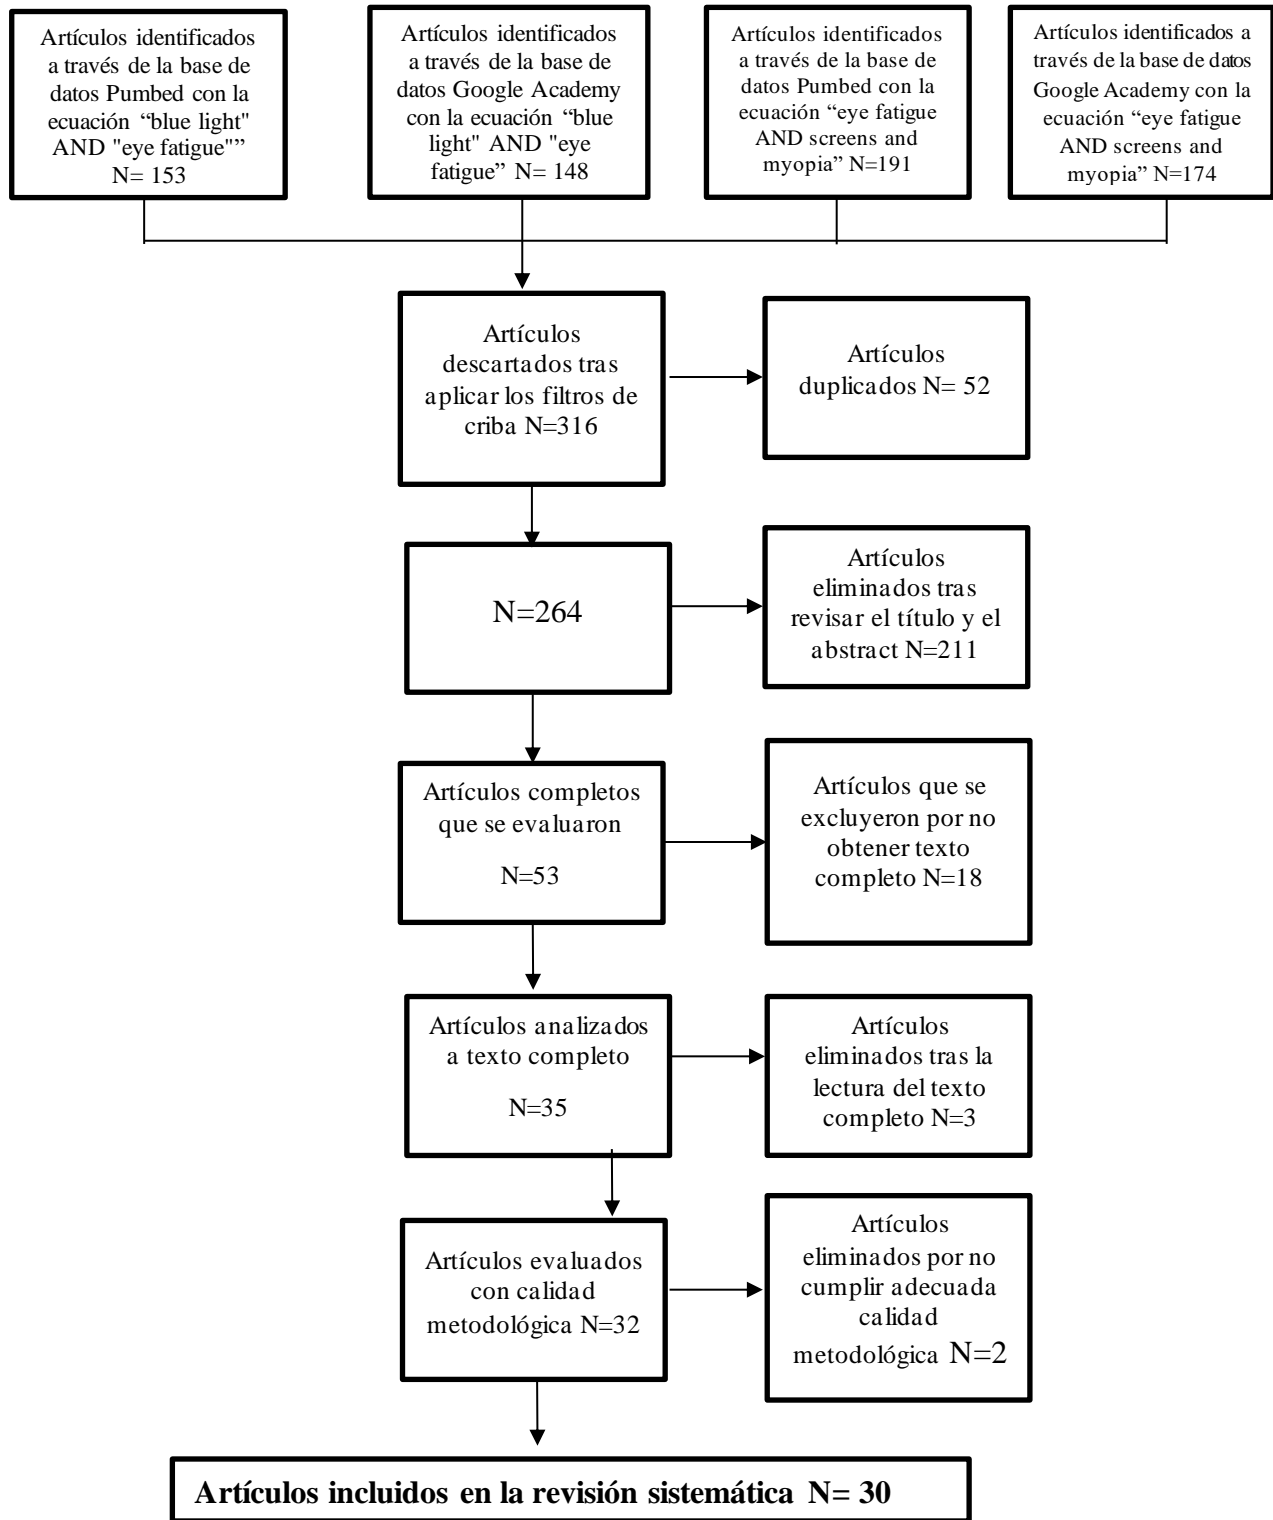 Artículos identificados
a través de la base de
datos Pumbed con la
ecuación “blue light"
AND "eye fatigue"”
N= 153
Artículos identificados
a través de la base de
datos Google Academy
con la ecuación “blue
light" AND "eye
fatigue” N= 148
Artículos identificados
a través de la base de
datos Pumbed con la
ecuación “eye fatigue
AND screens and
myopia” N=191
Artículos identificados a
través de la base de datos
Google Academy con la
ecuación “eye fatigue
AND screens and
myopia” N=174
Artículos
descartados tras
aplicar los filtros de
criba N=316
Artículos
duplicados N= 52
N=264
Artículos
eliminados tras
revisar el título y el
abstract N=211
Artículos completos
que se evaluaron
N=53
Artículos que se
excluyeron por no
obtener texto
completo N=18
Artículos analizados
a texto completo
N=35
Artículos
eliminados tras la
lectura del texto
completo N=3
Artículos evaluados
con calidad
metodológica N=32
Artículos
eliminados por no
cumplir adecuada
calidad
metodológica N=2
Artículos incluidos en la revisión sistemática N= 30